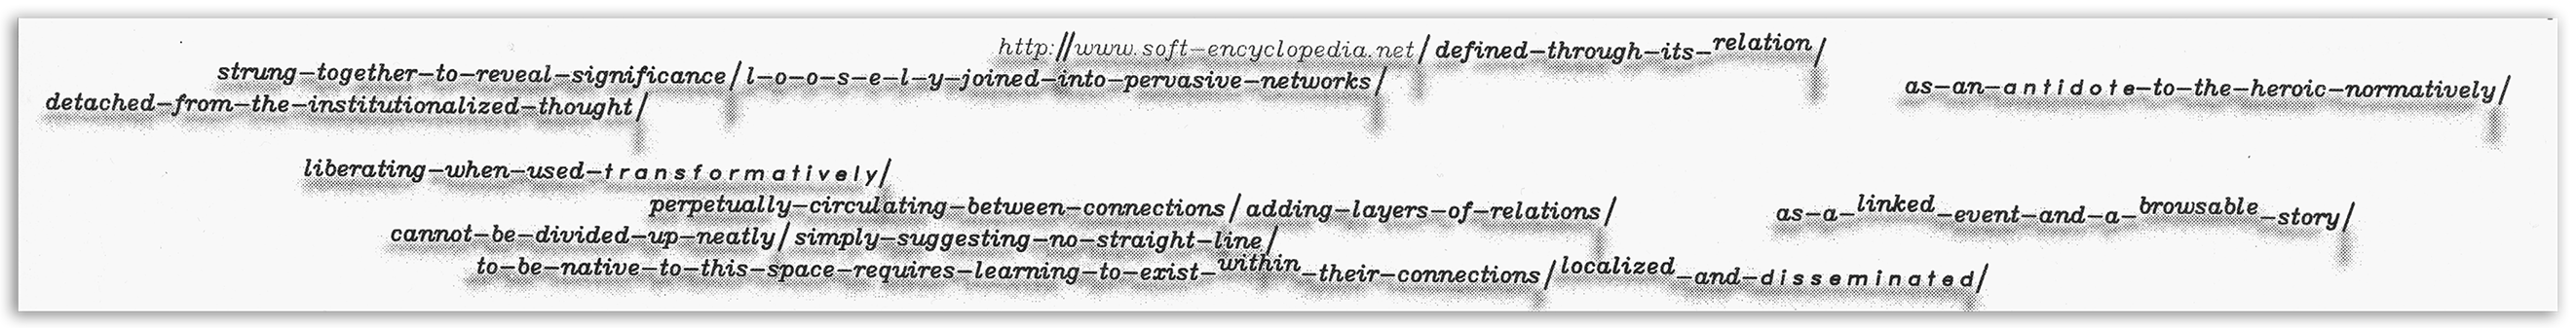 http://www.soft-encyclopedia.net/defined-through-its-relation/
strung-together-to-reveal-significance/l-o-o-s-e-l-y-joined-into-pervasive-networks/
as-an-antidote-to-the-heroic-normatively/
detached-from-the-institutionalized-thought/
liberating-when-used-transformatively/
perpetually-circulating-between-connections/adding-layers-of-relations/
as-a-linked-event-and-a-browsable-story/
cannot-be-divided-up-neatly/simply-suggesting-no-straight-line/
to-be-native-to-this-space-requires-learning-to-exist-within-their-connections/localized-and-disseminated/